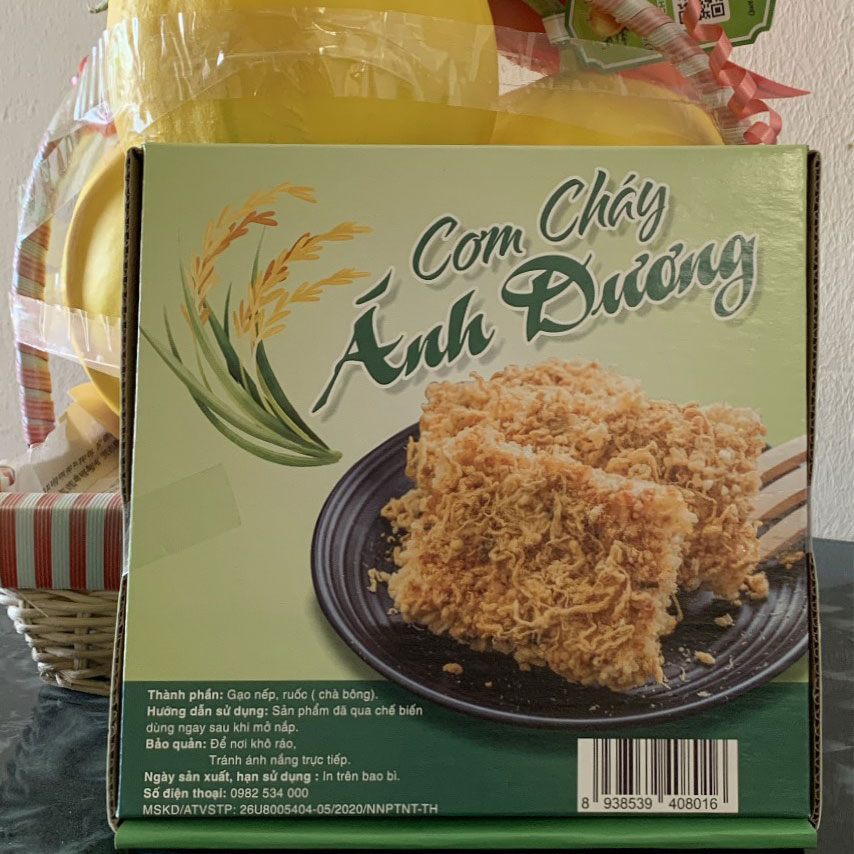 Cơm Cháy
Ánh Dương
Thành phần: Gạo nếp, ruốc ( chà bông).
Hướng dẫn sử dụng: Sản phẩm đã qua chế biến
dùng ngay sau khi mở nắp.
Bảo quản: Để nơi khô ráo,
Tránh ánh nắng trực tiếp.
Ngày sản xuất, hạn sử dụng : In trên bao bì.
Số điện thoại: 0982 534 000
MSKD/ATVSTP: 26U8005404-05/2020/NNPTNT-TH
8 938539 408016